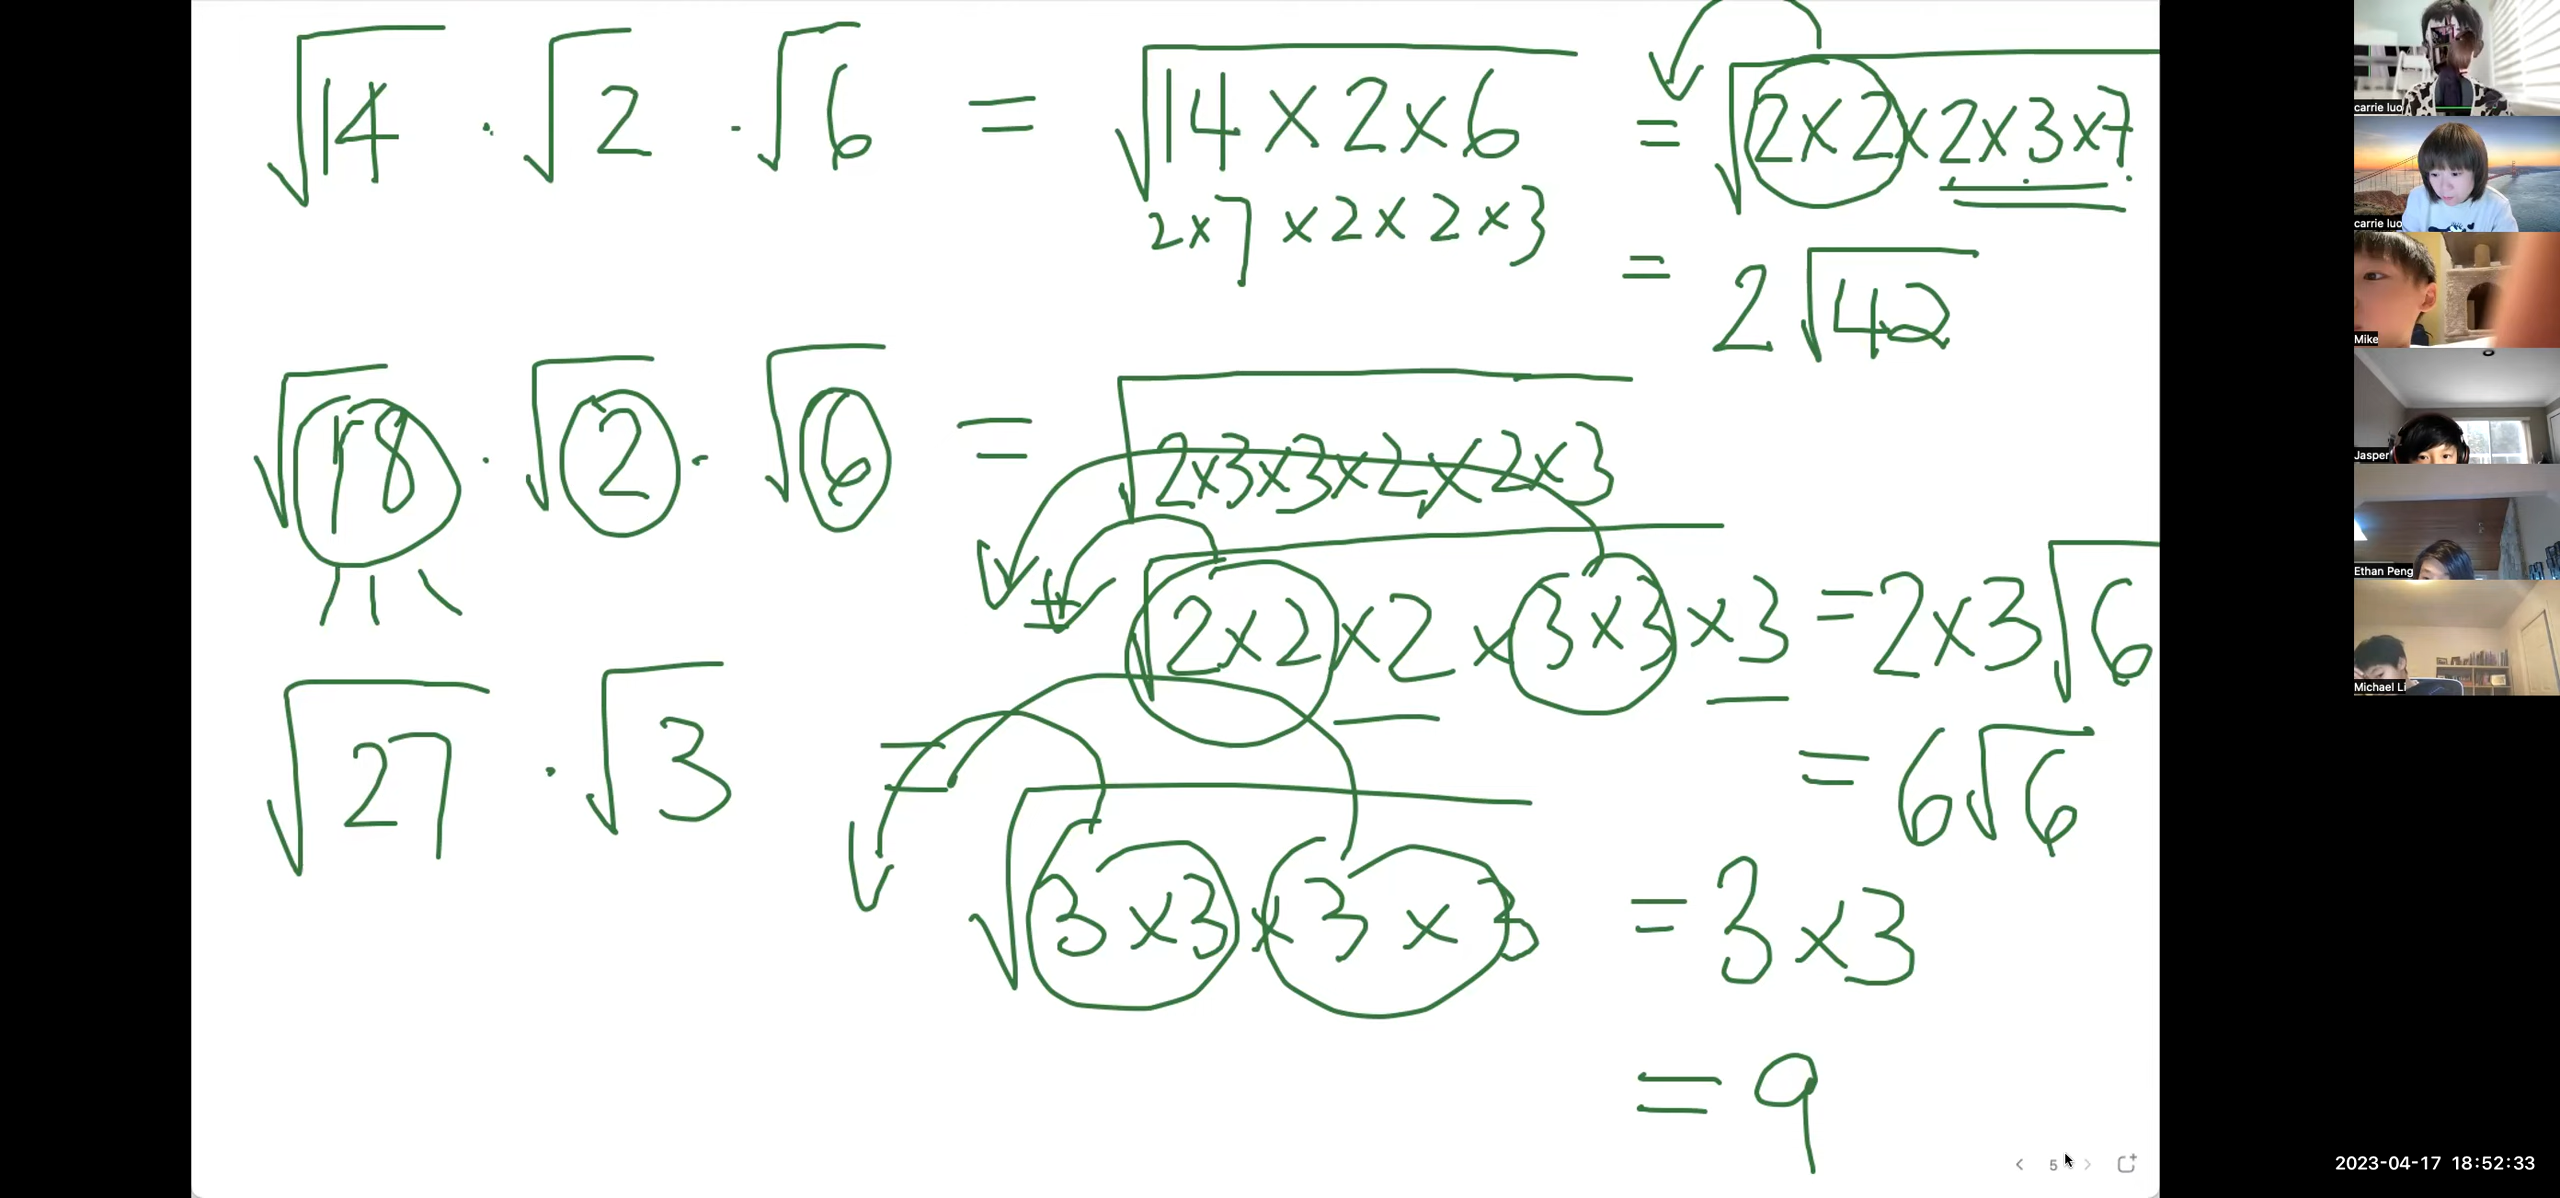 √14 · √2 · √6 = √14×2×6 = √2×2×2×3×7
2×7×2×2×3
= 2√42
√18 · √2 · √6 = √2×3×3×2×2×3
= √2×2×2×3×3×3 = 2×3√6
= 6√6
√27 · √3
= √3×3×3×3 = 3×3
= 9
5
carrie luo
carrie luo
Mike
Jasper
Ethan Peng
Michael Li
2023-04-17 18:52:33